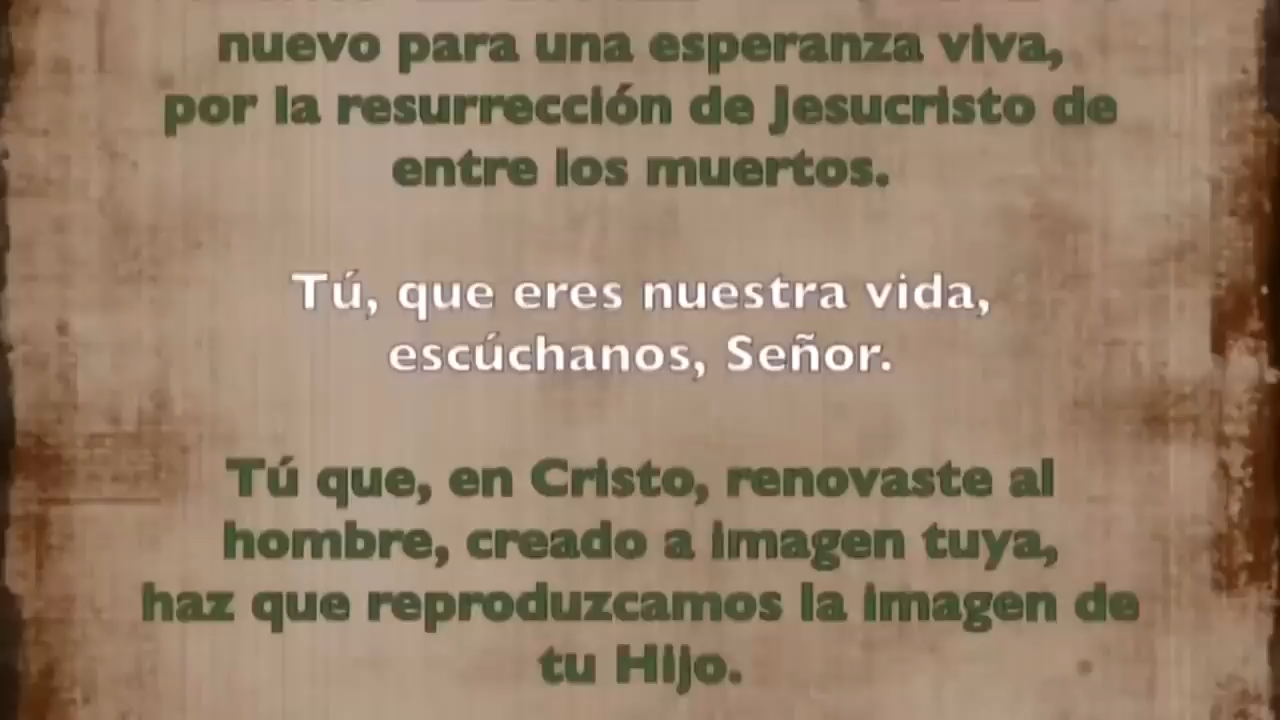 nuevo para una esperanza viva,
por la resurrección de Jesucristo de
entre los muertos.
Tú, que eres nuestra vida,
escúchanos, Señor.
Tú que, en Cristo, renovaste al
hombre, creado a imagen tuya,
haz que reproduzcamos la imagen de
tu Hijo.